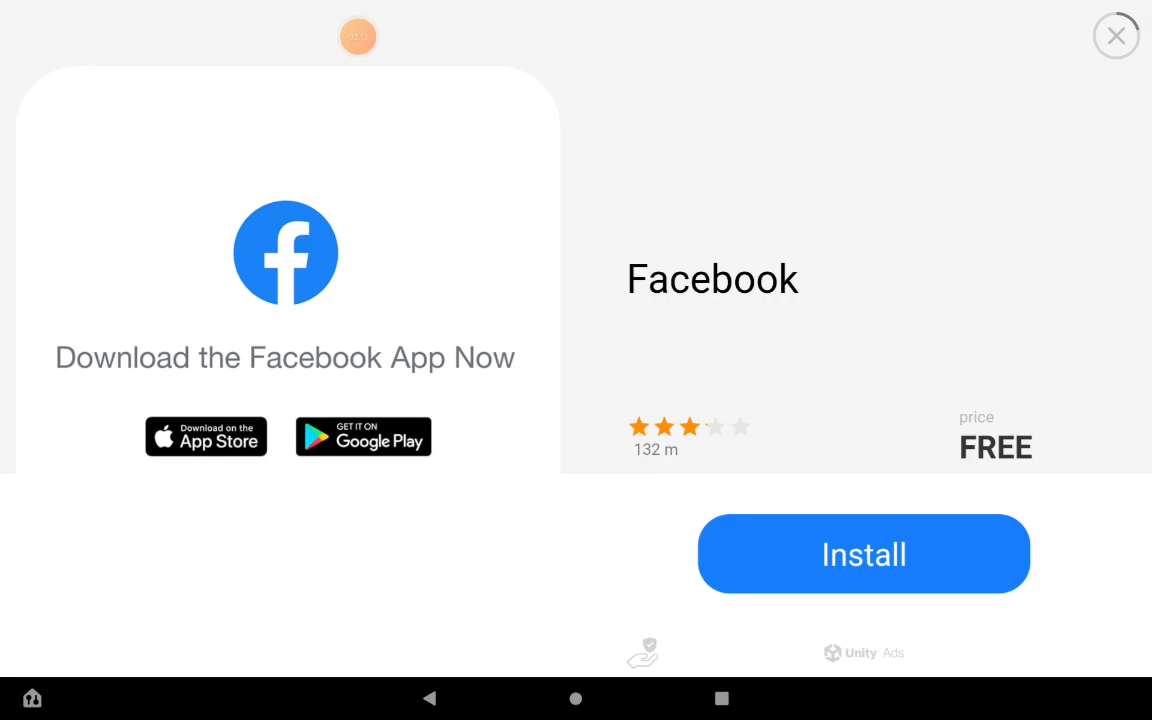 Download the Facebook App Now
Download on the
App Store
GET IT ON
Google Play
Facebook
132 m
price
FREE
Install
Unity Ads